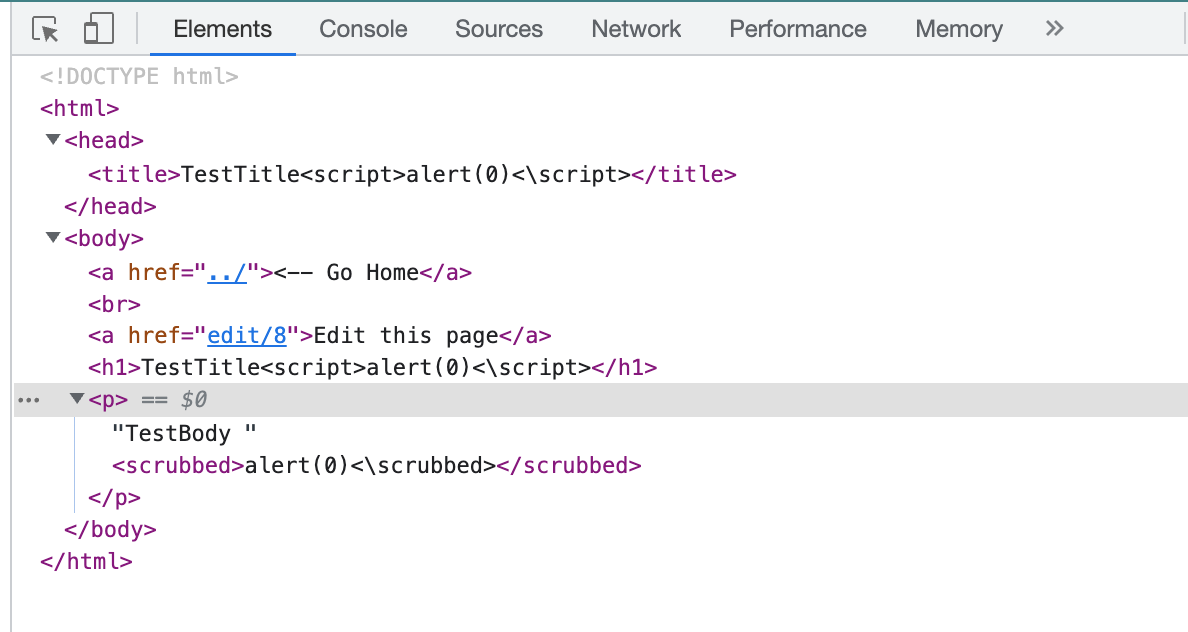 Elements Console Sources Network Performance Memory »
<!DOCTYPE html>
<html>
▼<head>
<title>TestTitle<script>alert(0)<\script></title>
</head>
▼<body>
<a href="../"><-- Go Home</a>
<br>
<a href="edit/8">Edit this page</a>
<h1>TestTitle<script>alert(0)<\script></h1>
••• ▼<p> == $0
"TestBody "
<scrubbed>alert(0)<\scrubbed></scrubbed>
</p>
</body>
</html>